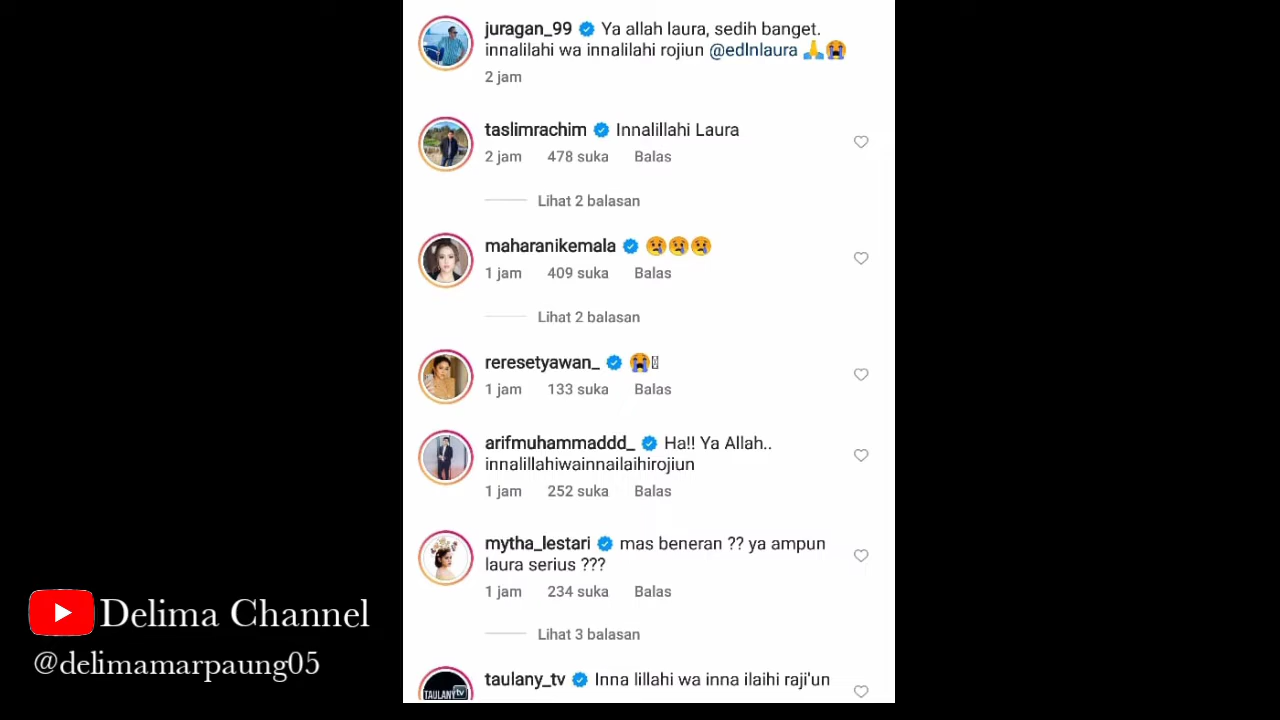 juragan_99 Ya allah laura, sedih banget.
innalilahi wa innalilahi rojiun @edlnlaura 🙏😭
2 jam
taslimrachim Innalillahi Laura
2 jam 478 suka Balas
Lihat 2 balasan
maharanikemala 😢😢😢
1 jam 409 suka Balas
Lihat 2 balasan
reresetyawan_ 😭
1 jam 133 suka Balas
arifmuhammaddd_ Ha!! Ya Allah..
innalillahiwainnailaihirojiun
1 jam 252 suka Balas
mytha_lestari mas beneran ?? ya ampun
laura serius ???
1 jam 234 suka Balas
Lihat 3 balasan
taulany_tv Inna lillahi wa inna ilaihi raji'un
TAULANY tv
Delima Channel
@delimamarpaung05